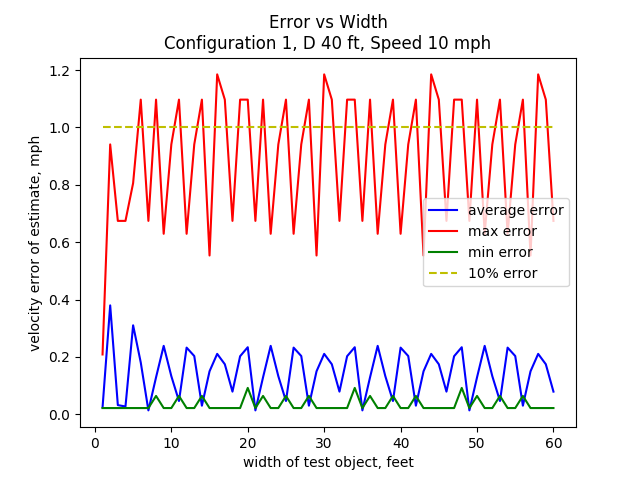 Error vs Width
Configuration 1, D 40 ft, Speed 10 mph
velocity error of estimate, mph
1.2
1.0
0.8
0.6
0.4
0.2
0.0
average error
max error
min error
10% error
0 10 20 30 40 50 60
width of test object, feet